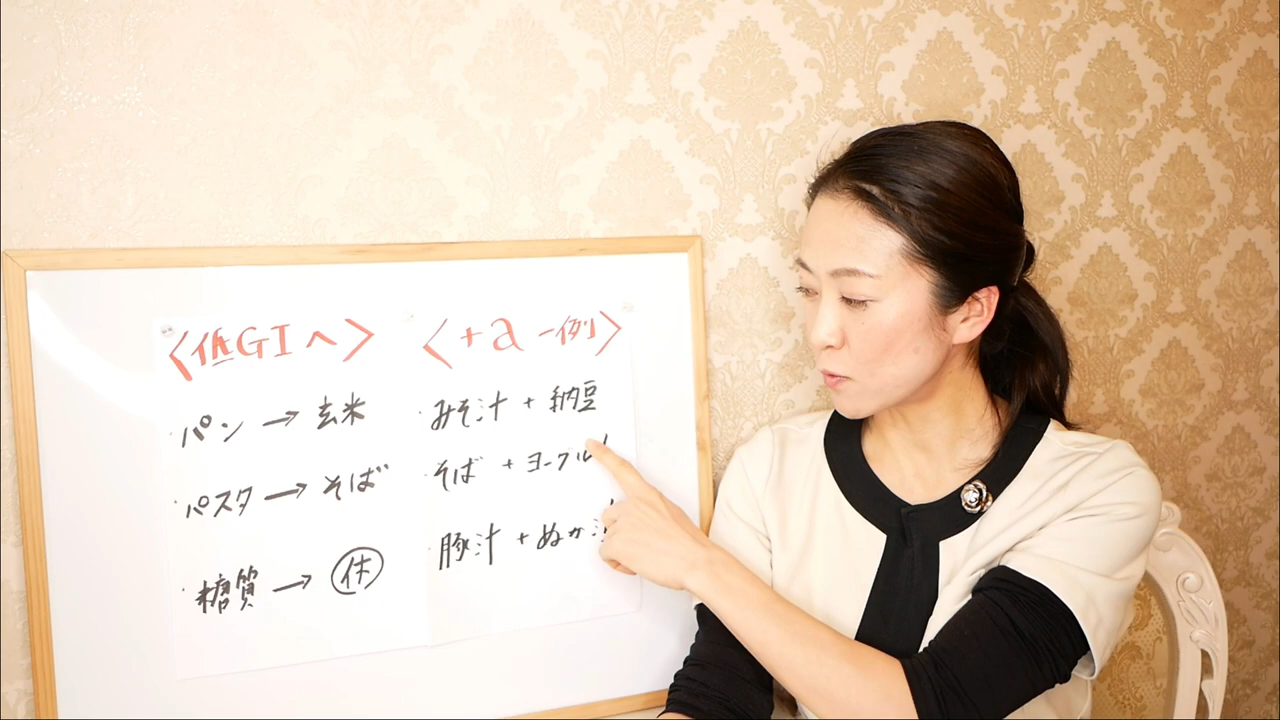 〈低GIへ〉
・パン→玄米
・パスタ→そば
・糖質→休
〈+a一例〉
・みそ汁+納豆
・そば+ヨーグル
・豚汁+ぬか